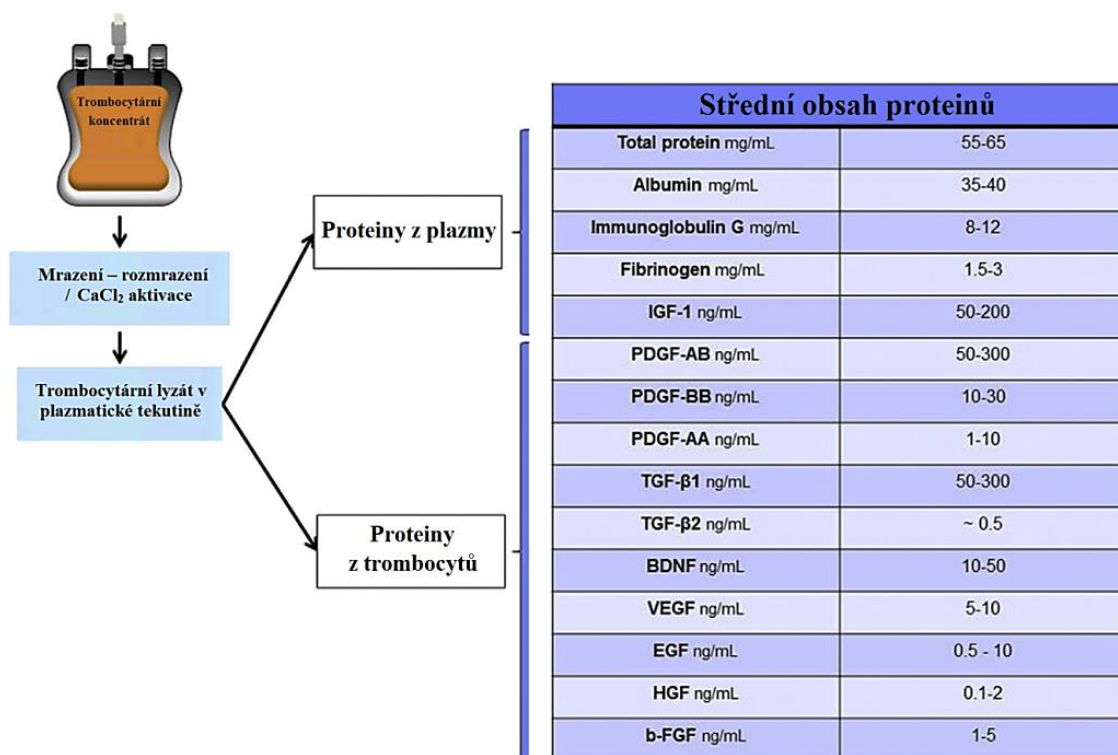 Trombocytární
koncentrát
Mrazení – rozmrazení
/ CaCl₂ aktivace
Trombocytární lyzát v
plazmatické tekutině
Proteiny z plazmy
Proteiny
z trombocytů
Střední obsah proteinů
Total protein mg/mL 55-65
Albumin mg/mL 35-40
Immunoglobulin G mg/mL 8-12
Fibrinogen mg/mL 1.5-3
IGF-1 ng/mL 50-200
PDGF-AB ng/mL 50-300
PDGF-BB ng/mL 10-30
PDGF-AA ng/mL 1-10
TGF-β1 ng/mL 50-300
TGF-β2 ng/mL ~ 0.5
BDNF ng/mL 10-50
VEGF ng/mL 5-10
EGF ng/mL 0.5 - 10
HGF ng/mL 0.1-2
b-FGF ng/mL 1-5